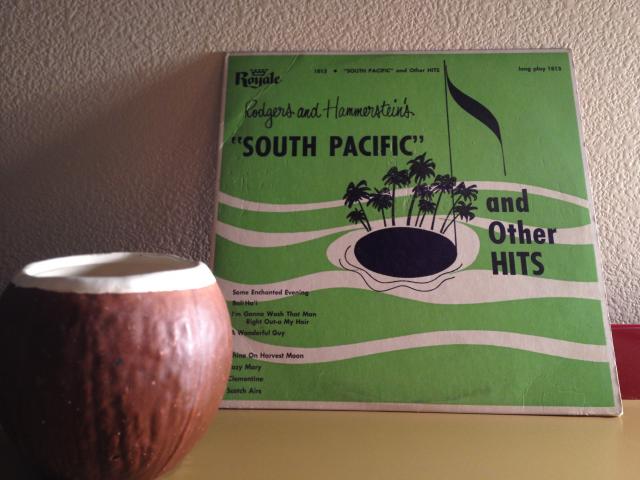 Royale
1813 ★ "SOUTH PACIFIC" and Other HITS
long play 1813
Rodgers and Hammerstein's
"SOUTH PACIFIC"
and
Other
HITS
Some Enchanted Evening
Bali Ha'i
I'm Gonna Wash That Man
Right Out-a My Hair
A Wonderful Guy
Shine On Harvest Moon
Lazy Mary
Clementine
Scotch Airs